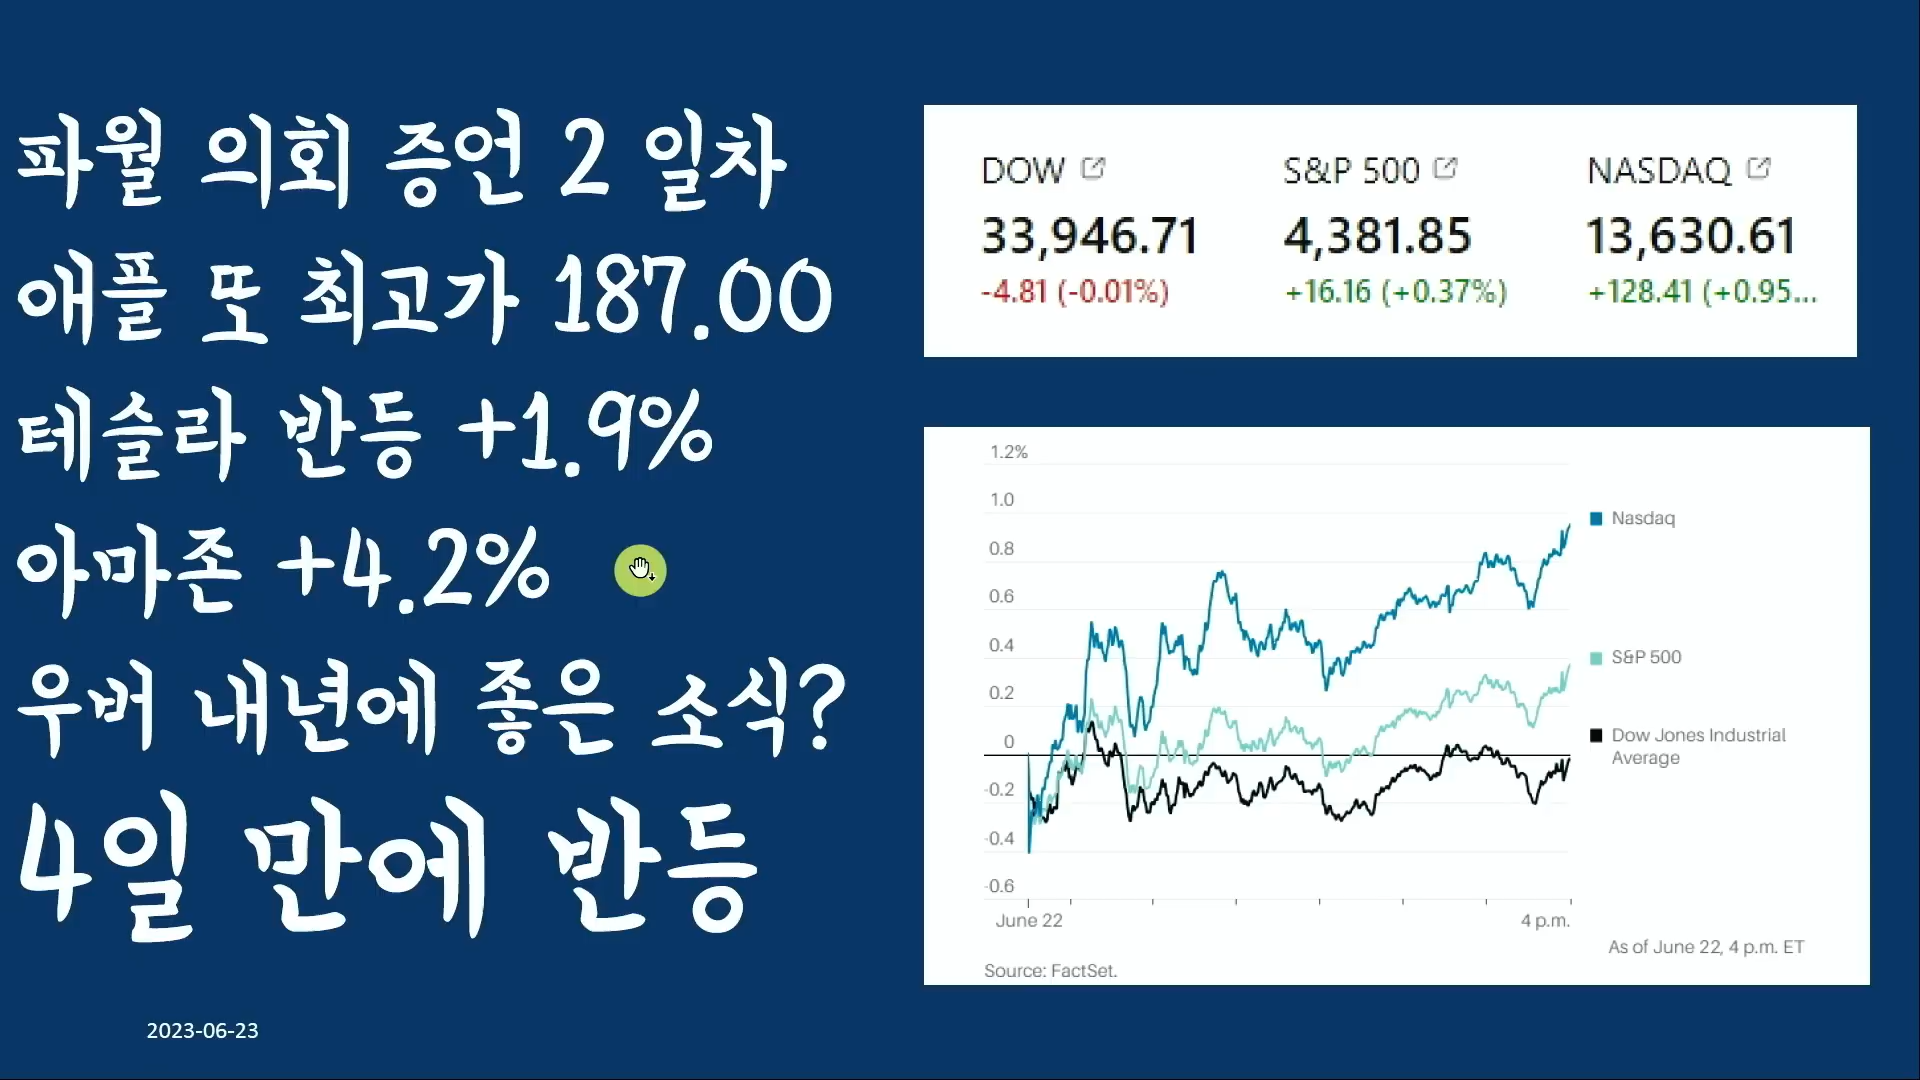 파월 의회 증언 2 일차
애플 또 최고가 187.00
테슬라 반등 +1.9%
아마존 +4.2%
우버 내년에 좋은 소식?
4일 만에 반등
2023-06-23
DOW S&P 500 NASDAQ
33,946.71 4,381.85 13,630.61
-4.81 (-0.01%) +16.16 (+0.37%) +128.41 (+0.95...
1.2%
1.0
0.8
0.6
0.4
0.2
0
-0.2
-0.4
-0.6
Nasdaq
S&P 500
Dow Jones Industrial
Average
June 22 4 p.m.
As of June 22, 4 p.m. ET
Source: FactSet.